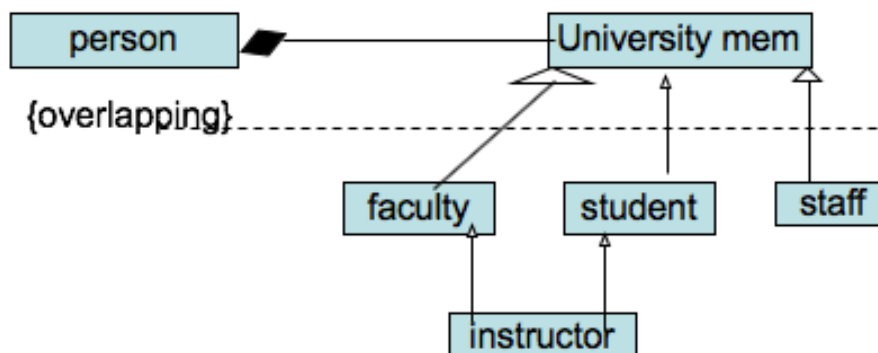 person
University mem
{overlapping}
faculty
student
staff
instructor